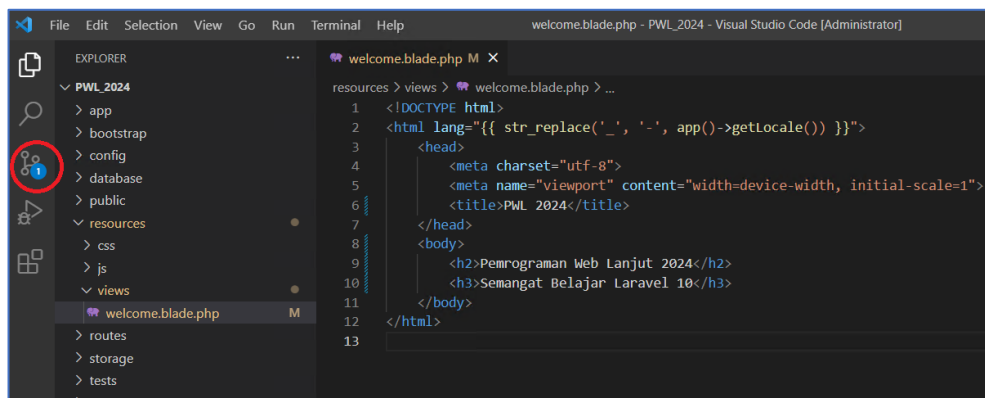 File Edit Selection View Go Run Terminal Help welcome.blade.php - PWL_2024 - Visual Studio Code [Administrator]
EXPLORER ...
PWL_2024
> app
> bootstrap
> config
> database
> public
resources
> css
> js
views
welcome.blade.php M
> routes
> storage
> tests
1
welcome.blade.php M ×
resources > views > welcome.blade.php > ...
1 <!DOCTYPE html>
2 <html lang="{{ str_replace('_', '-', app()->getLocale()) }}">
3 <head>
4 <meta charset="utf-8">
5 <meta name="viewport" content="width=device-width, initial-scale=1">
6 <title>PWL 2024</title>
7 </head>
8 <body>
9 <h2>Pemrograman Web Lanjut 2024</h2>
10 <h3>Semangat Belajar Laravel 10</h3>
11 </body>
12 </html>
13